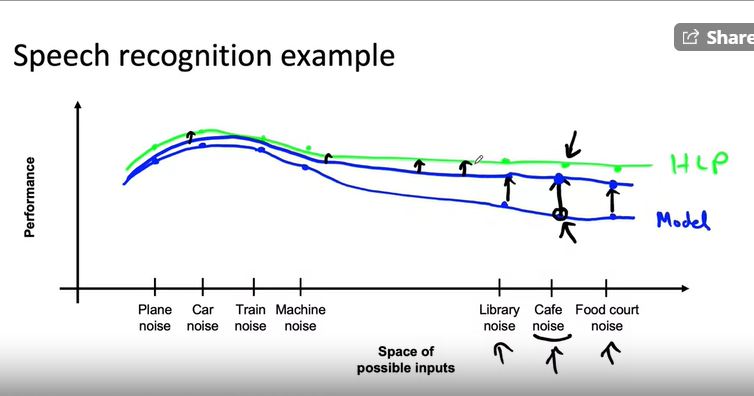 Share
Speech recognition example
Performance
HLP
Model
Plane noise
Car noise
Train noise
Machine noise
Library noise
Cafe noise
Food court noise
Space of
possible inputs